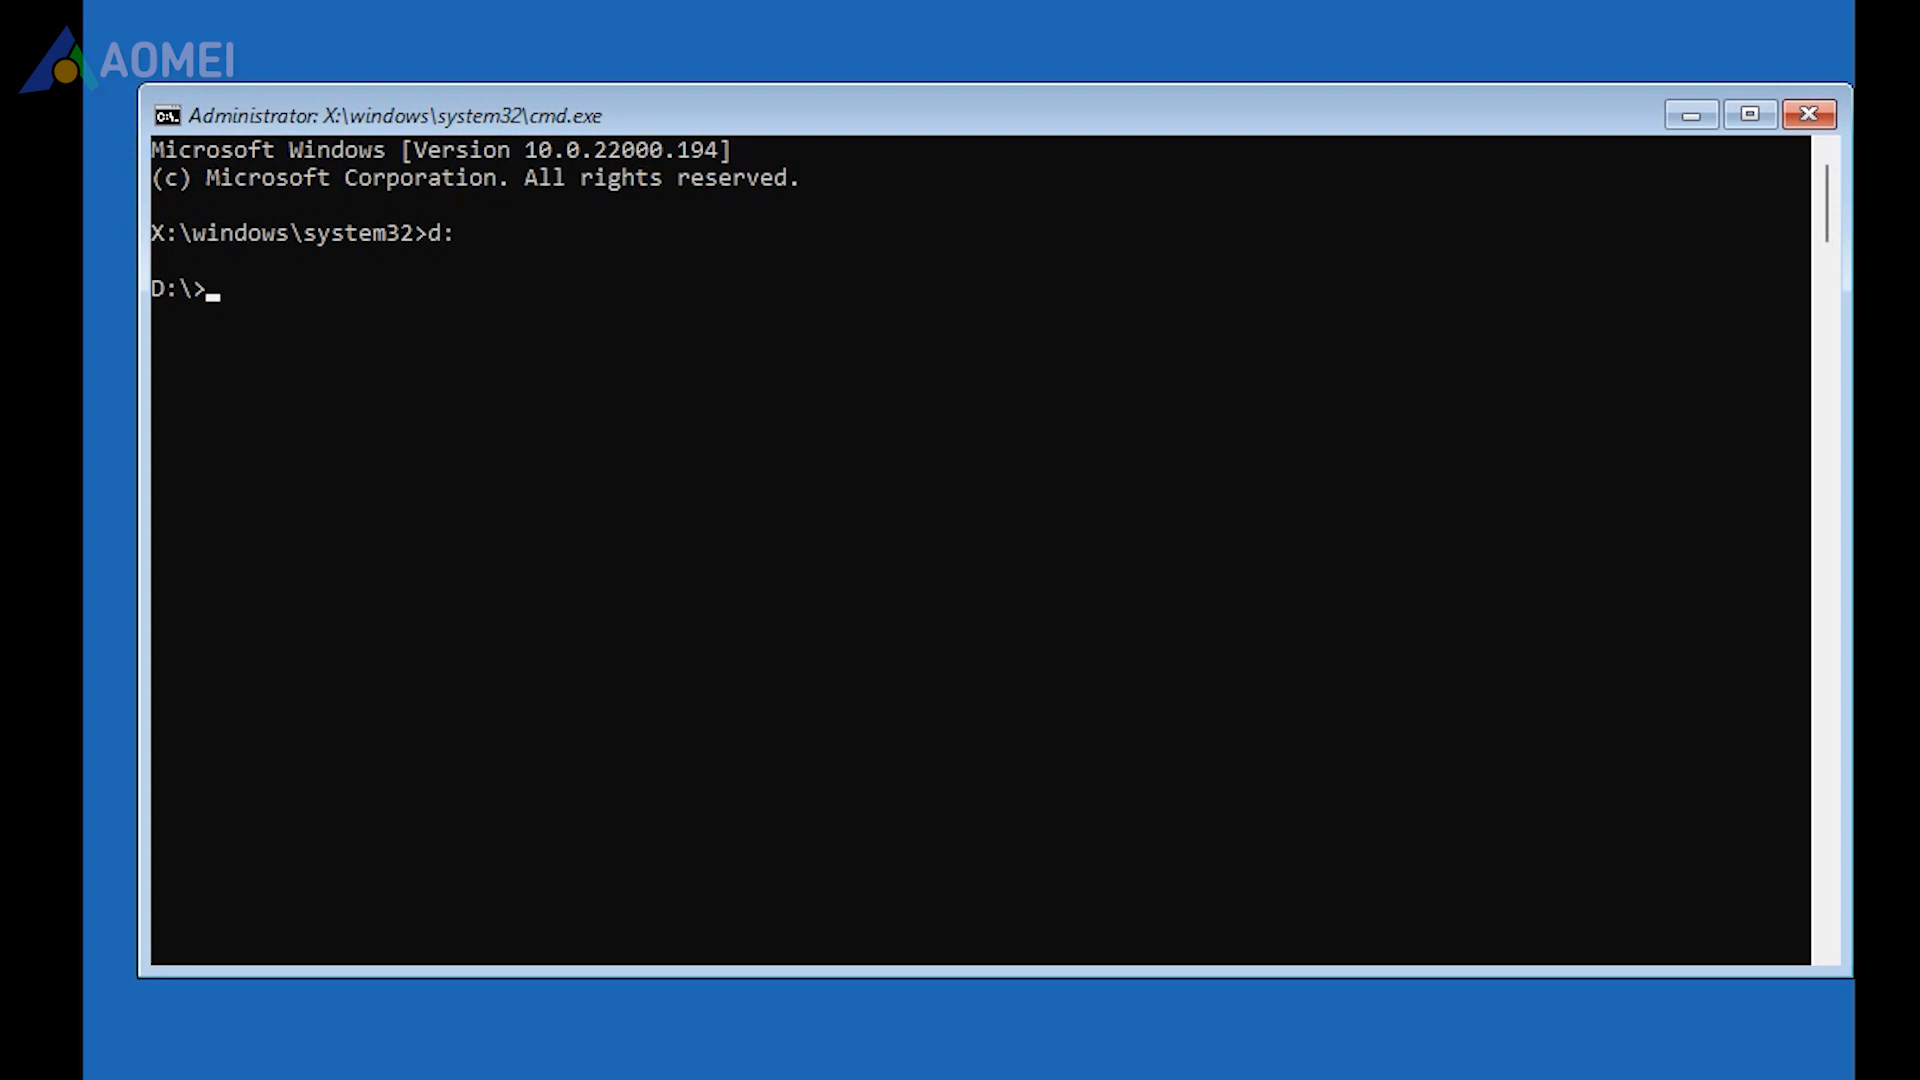 AOMEI
Administrator: X:\windows\system32\cmd.exe
Microsoft Windows [Version 10.0.22000.194]
(c) Microsoft Corporation. All rights reserved.
X:\windows\system32>d:
D:\>